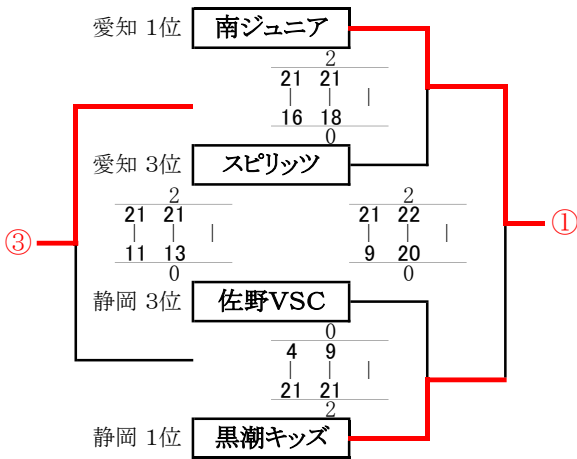 愛知 1位 南ジュニア
2
21 21
| | |
16 18
0
愛知 3位 スピリッツ
2 2
21 21 21 22
| | | | | |
③ ①
11 13 9 20
0 0
静岡 3位 佐野VSC
0
4 9
| | |
21 21
2
静岡 1位 黒潮キッズ